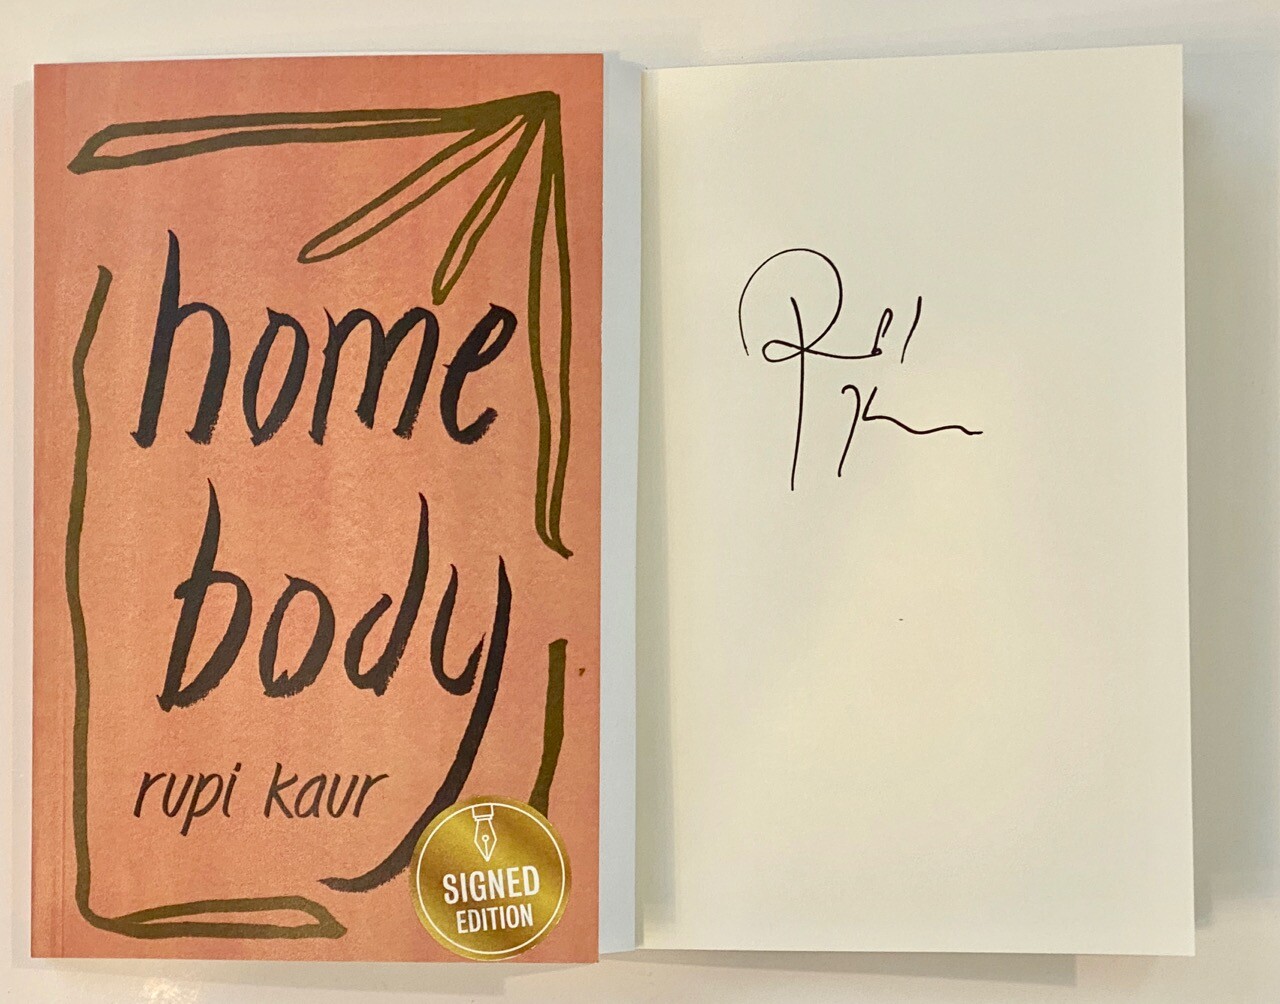 home
body
rupi kaur
SIGNED
EDITION